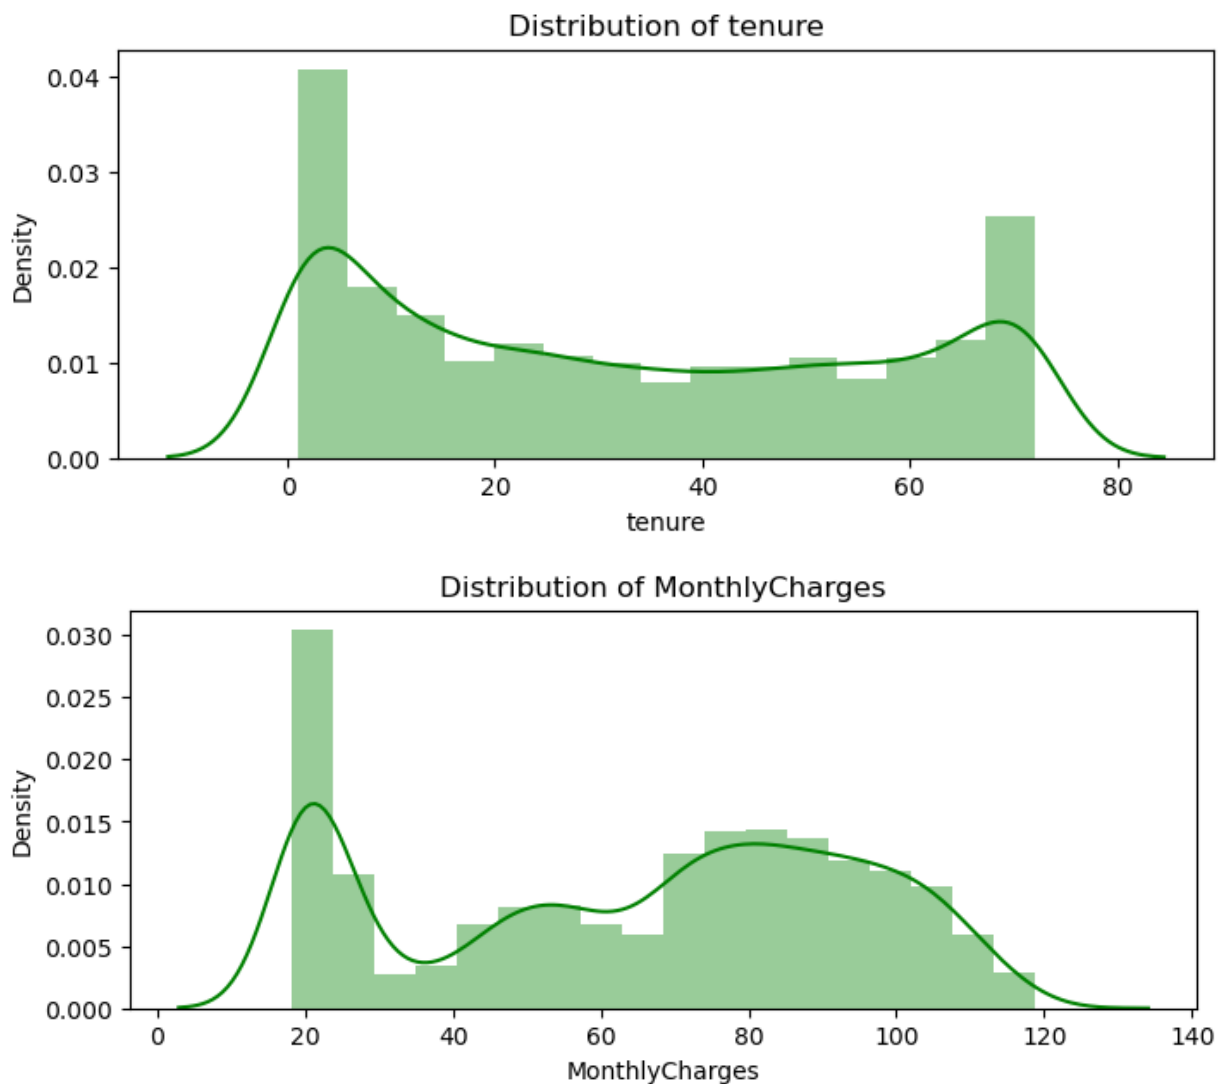 Distribution of tenure
0.04
0.03
0.02
0.01
0.00
Density
0 20 40 60 80
tenure
Distribution of MonthlyCharges
0.030
0.025
0.020
0.015
0.010
0.005
0.000
Density
0 20 40 60 80 100 120 140
MonthlyCharges